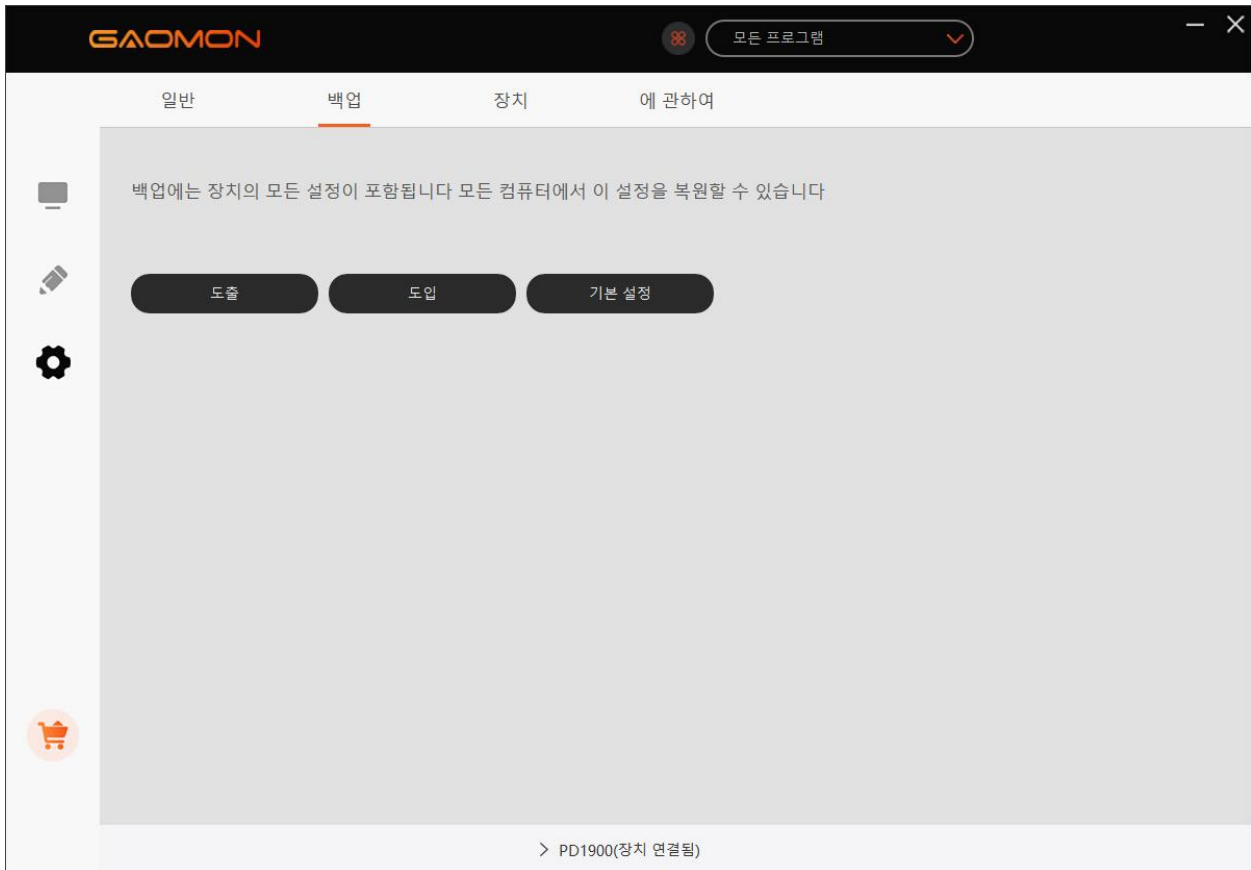 GAOMON
모든 프로그램
일반 백업 장치 에 관하여
백업에는 장치의 모든 설정이 포함됩니다 모든 컴퓨터에서 이 설정을 복원할 수 있습니다
도출 도입 기본 설정
> PD1900(장치 연결됨)